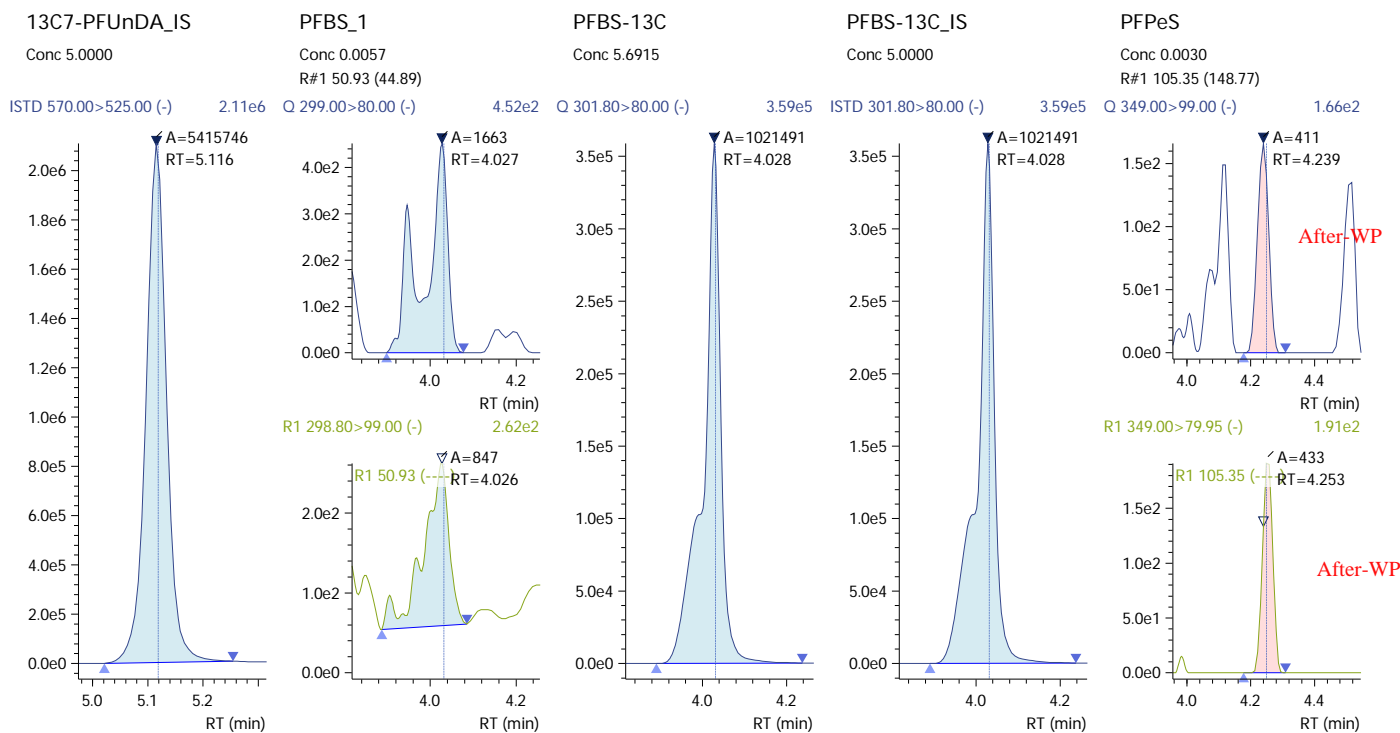 13C7-PFUnDA_IS
Conc 5.0000
ISTD 570.00>525.00 (-) 2.11e6
A=5415746
RT=5.116
2.0e6
1.8e6
1.6e6
1.4e6
1.2e6
1.0e6
8.0e5
6.0e5
4.0e5
2.0e5
0.0e0
5.0 5.1 5.2
RT (min)
PFBS_1
Conc 0.0057
R#1 50.93 (44.89)
Q 299.00>80.00 (-) 4.52e2
A=1663
RT=4.027
4.0e2
3.0e2
2.0e2
1.0e2
0.0e0
4.0 4.2
RT (min)
R1 298.80>99.00 (-) 2.62e2
A=847
R1 50.93 (----)
RT=4.026
2.0e2
1.0e2
0.0e0
4.0 4.2
RT (min)
PFBS-13C
Conc 5.6915
Q 301.80>80.00 (-) 3.59e5
A=1021491
RT=4.028
3.5e5
3.0e5
2.5e5
2.0e5
1.5e5
1.0e5
5.0e4
0.0e0
4.0 4.2
RT (min)
PFBS-13C_IS
Conc 5.0000
ISTD 301.80>80.00 (-) 3.59e5
A=1021491
RT=4.028
3.5e5
3.0e5
2.5e5
2.0e5
1.5e5
1.0e5
5.0e4
0.0e0
4.0 4.2
RT (min)
PFPeS
Conc 0.0030
R#1 105.35 (148.77)
Q 349.00>99.00 (-) 1.66e2
A=411
RT=4.239
1.5e2
1.0e2
5.0e1
0.0e0
After-WP
4.0 4.2 4.4
RT (min)
R1 349.00>79.95 (-) 1.91e2
A=433
R1 105.35 (----)
RT=4.253
1.5e2
1.0e2
5.0e1
0.0e0
After-WP
4.0 4.2 4.4
RT (min)